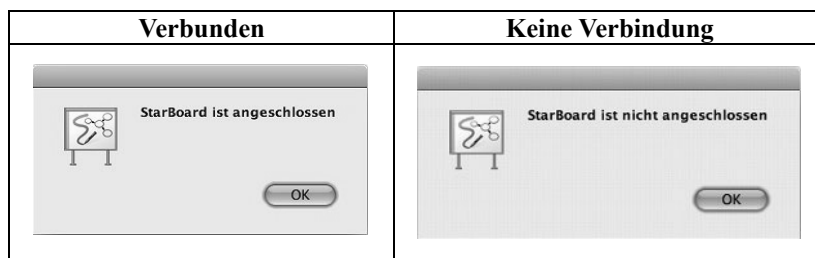 Verbunden
Keine Verbindung
StarBoard ist angeschlossen
OK
StarBoard ist nicht angeschlossen
OK